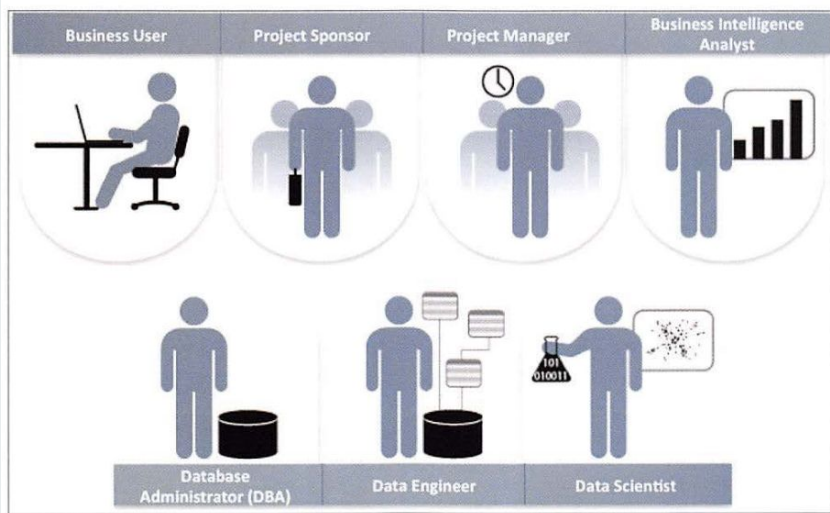 Business User
Project Sponsor
Project Manager
Business Intelligence
Analyst
101
010011
Database
Administrator (DBA)
Data Engineer
Data Scientist